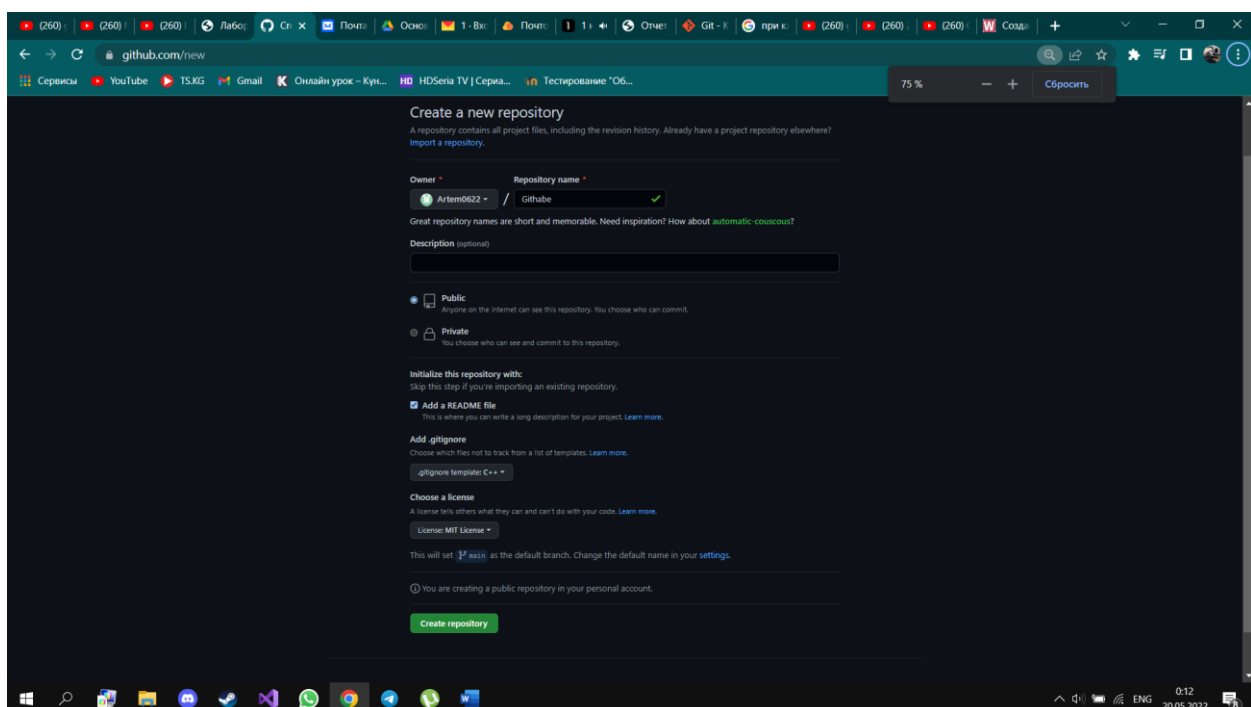 (260)
(260)
(260)
Лабор
Сп
Почта
Осно
1 - Вхо
Почто
Отчет
Git - К
при к
(260)
(260)
(260)
Созда
github.com/new
Сервисы YouTube TS.KG Gmail Онлайн урок – Күн... HDSeria TV | Сериа... Тестирование "Об...
75 % − + Сбросить
Create a new repository
A repository contains all project files, including the revision history. Already have a project repository elsewhere?
Import a repository.
Owner * Repository name *
Artem0622 / Githabe
Great repository names are short and memorable. Need inspiration? How about automatic-couscous?
Description (optional)
Public
Anyone on the internet can see this repository. You choose who can commit.
Private
You choose who can see and commit to this repository.
Initialize this repository with:
Skip this step if you're importing an existing repository.
Add a README file
This is where you can write a long description for your project. Learn more.
Add .gitignore
Choose which files not to track from a list of templates. Learn more.
.gitignore template: C++
Choose a license
A license tells others what they can and can't do with your code. Learn more.
License: MIT License
This will set main as the default branch. Change the default name in your settings.
You are creating a public repository in your personal account.
Create repository
ENG 0:12
20.05.2022